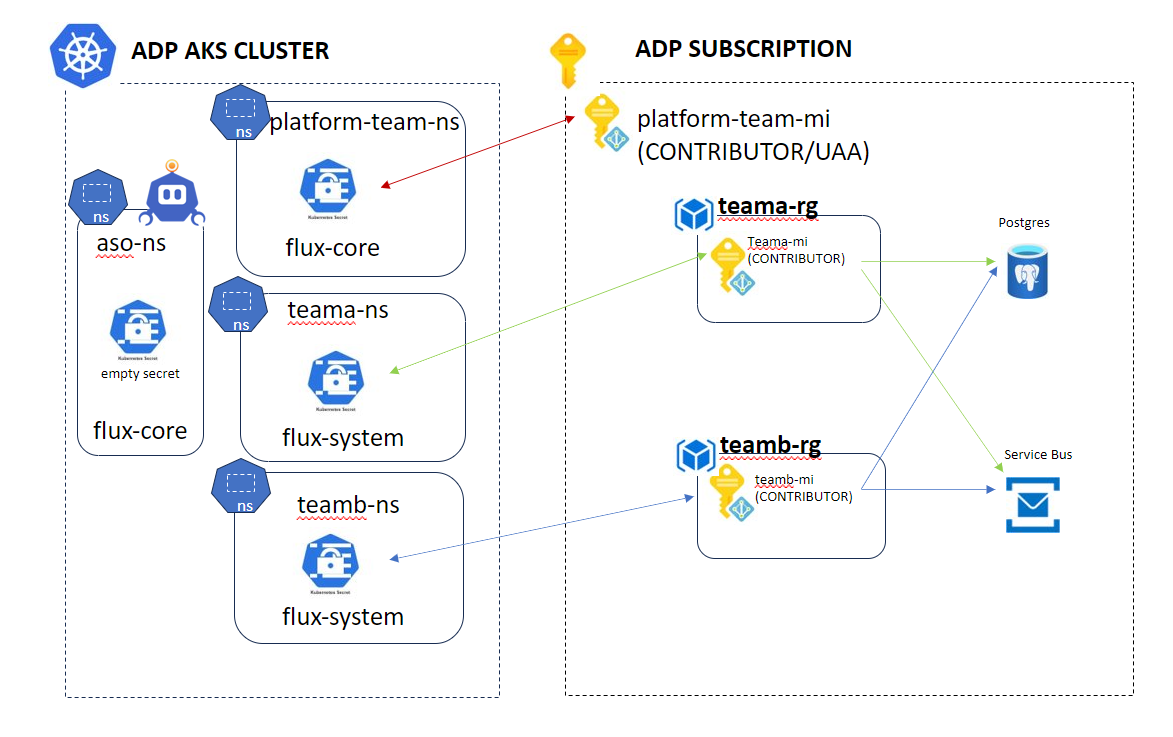 ADP AKS CLUSTER
ADP SUBSCRIPTION
ns
platform-team-ns
Kubernetes Secret
flux-core
ns
aso-ns
Kubernetes Secret
empty secret
flux-core
ns
teama-ns
Kubernetes Secret
flux-system
ns
teamb-ns
Kubernetes Secret
flux-system
platform-team-mi
(CONTRIBUTOR/UAA)
teama-rg
Teama-mi
(CONTRIBUTOR)
Postgres
teamb-rg
teamb-mi
(CONTRIBUTOR)
Service Bus